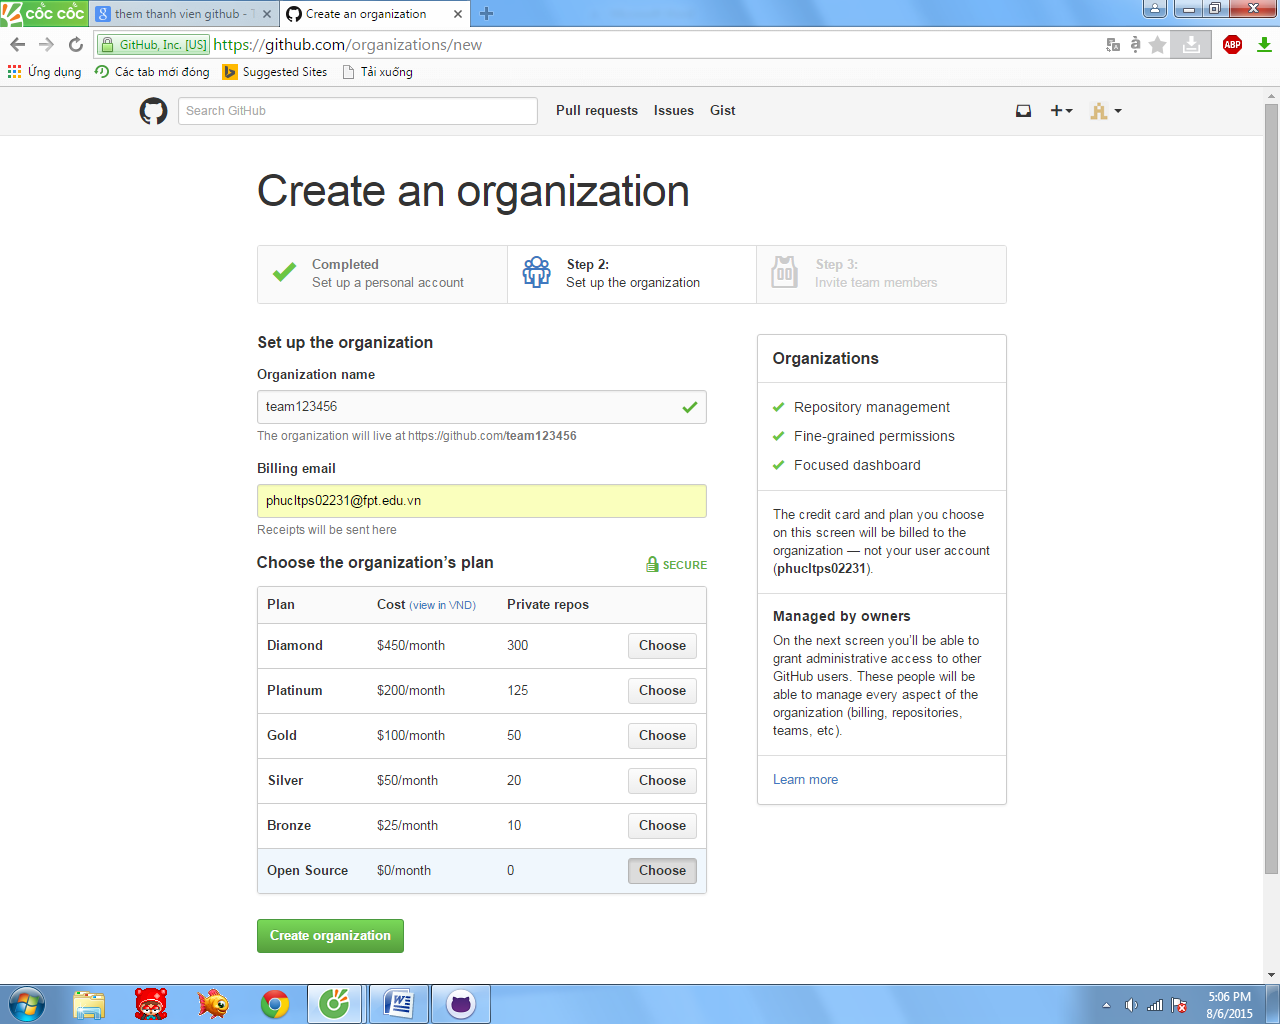 CỐC CỐC
them thanh vien github - T
Create an organization
GitHub, Inc. [US]
https://github.com/organizations/new
ABP
Ứng dụng
Các tab mới đóng
Suggested Sites
Tải xuống
Search GitHub
Pull requests
Issues
Gist
Create an organization
Completed
Set up a personal account
Step 2:
Set up the organization
Step 3:
Invite team members
Set up the organization
Organization name
team123456
The organization will live at https://github.com/team123456
Billing email
phucltps02231@fpt.edu.vn
Receipts will be sent here
Choose the organization's plan
SECURE
Plan Cost (view in VND) Private repos
Diamond $450/month 300 Choose
Platinum $200/month 125 Choose
Gold $100/month 50 Choose
Silver $50/month 20 Choose
Bronze $25/month 10 Choose
Open Source $0/month 0 Choose
Create organization
Organizations
Repository management
Fine-grained permissions
Focused dashboard
The credit card and plan you choose
on this screen will be billed to the
organization — not your user account
(phucltps02231).
Managed by owners
On the next screen you'll be able to
grant administrative access to other
GitHub users. These people will be
able to manage every aspect of the
organization (billing, repositories,
teams, etc).
Learn more
5:06 PM
8/6/2015